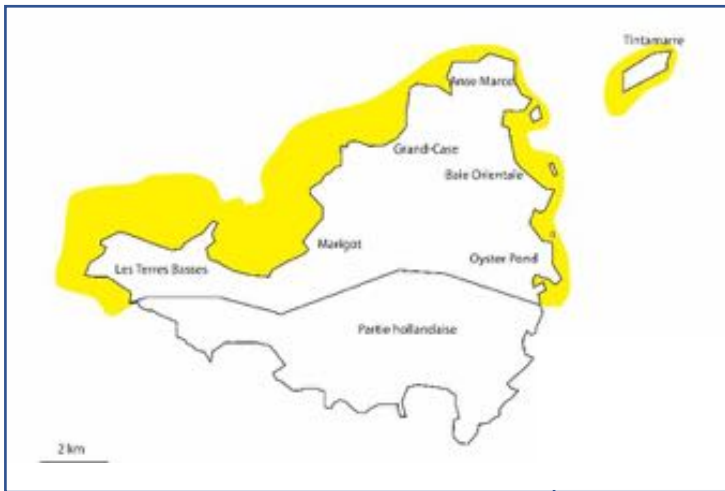 Tintamarre
Anse Marcel
Grand-Case
Baie Orientale
Marigot
Oyster Pond
Les Terres Basses
Partie hollandaise
2 km